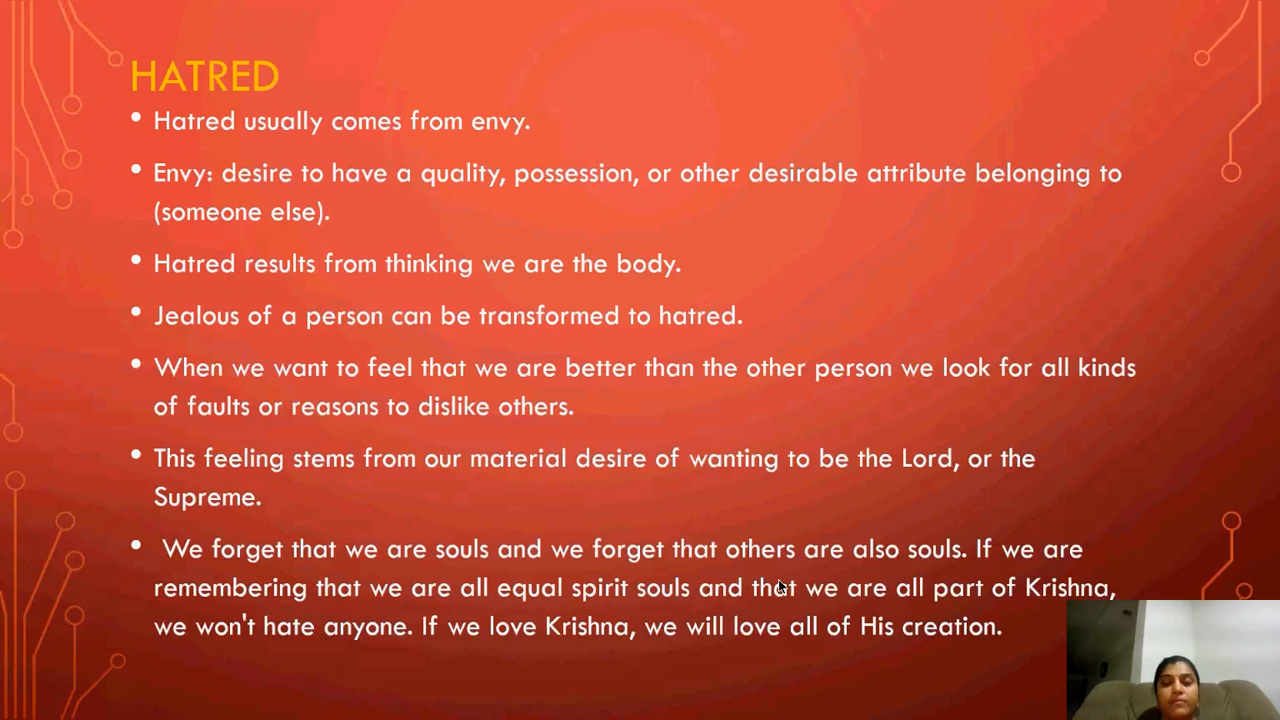 HATRED
• Hatred usually comes from envy.
• Envy: desire to have a quality, possession, or other desirable attribute belonging to
(someone else).
• Hatred results from thinking we are the body.
• Jealous of a person can be transformed to hatred.
• When we want to feel that we are better than the other person we look for all kinds
of faults or reasons to dislike others.
• This feeling stems from our material desire of wanting to be the Lord, or the
Supreme.
• We forget that we are souls and we forget that others are also souls. If we are
remembering that we are all equal spirit souls and that we are all part of Krishna,
we won't hate anyone. If we love Krishna, we will love all of His creation.